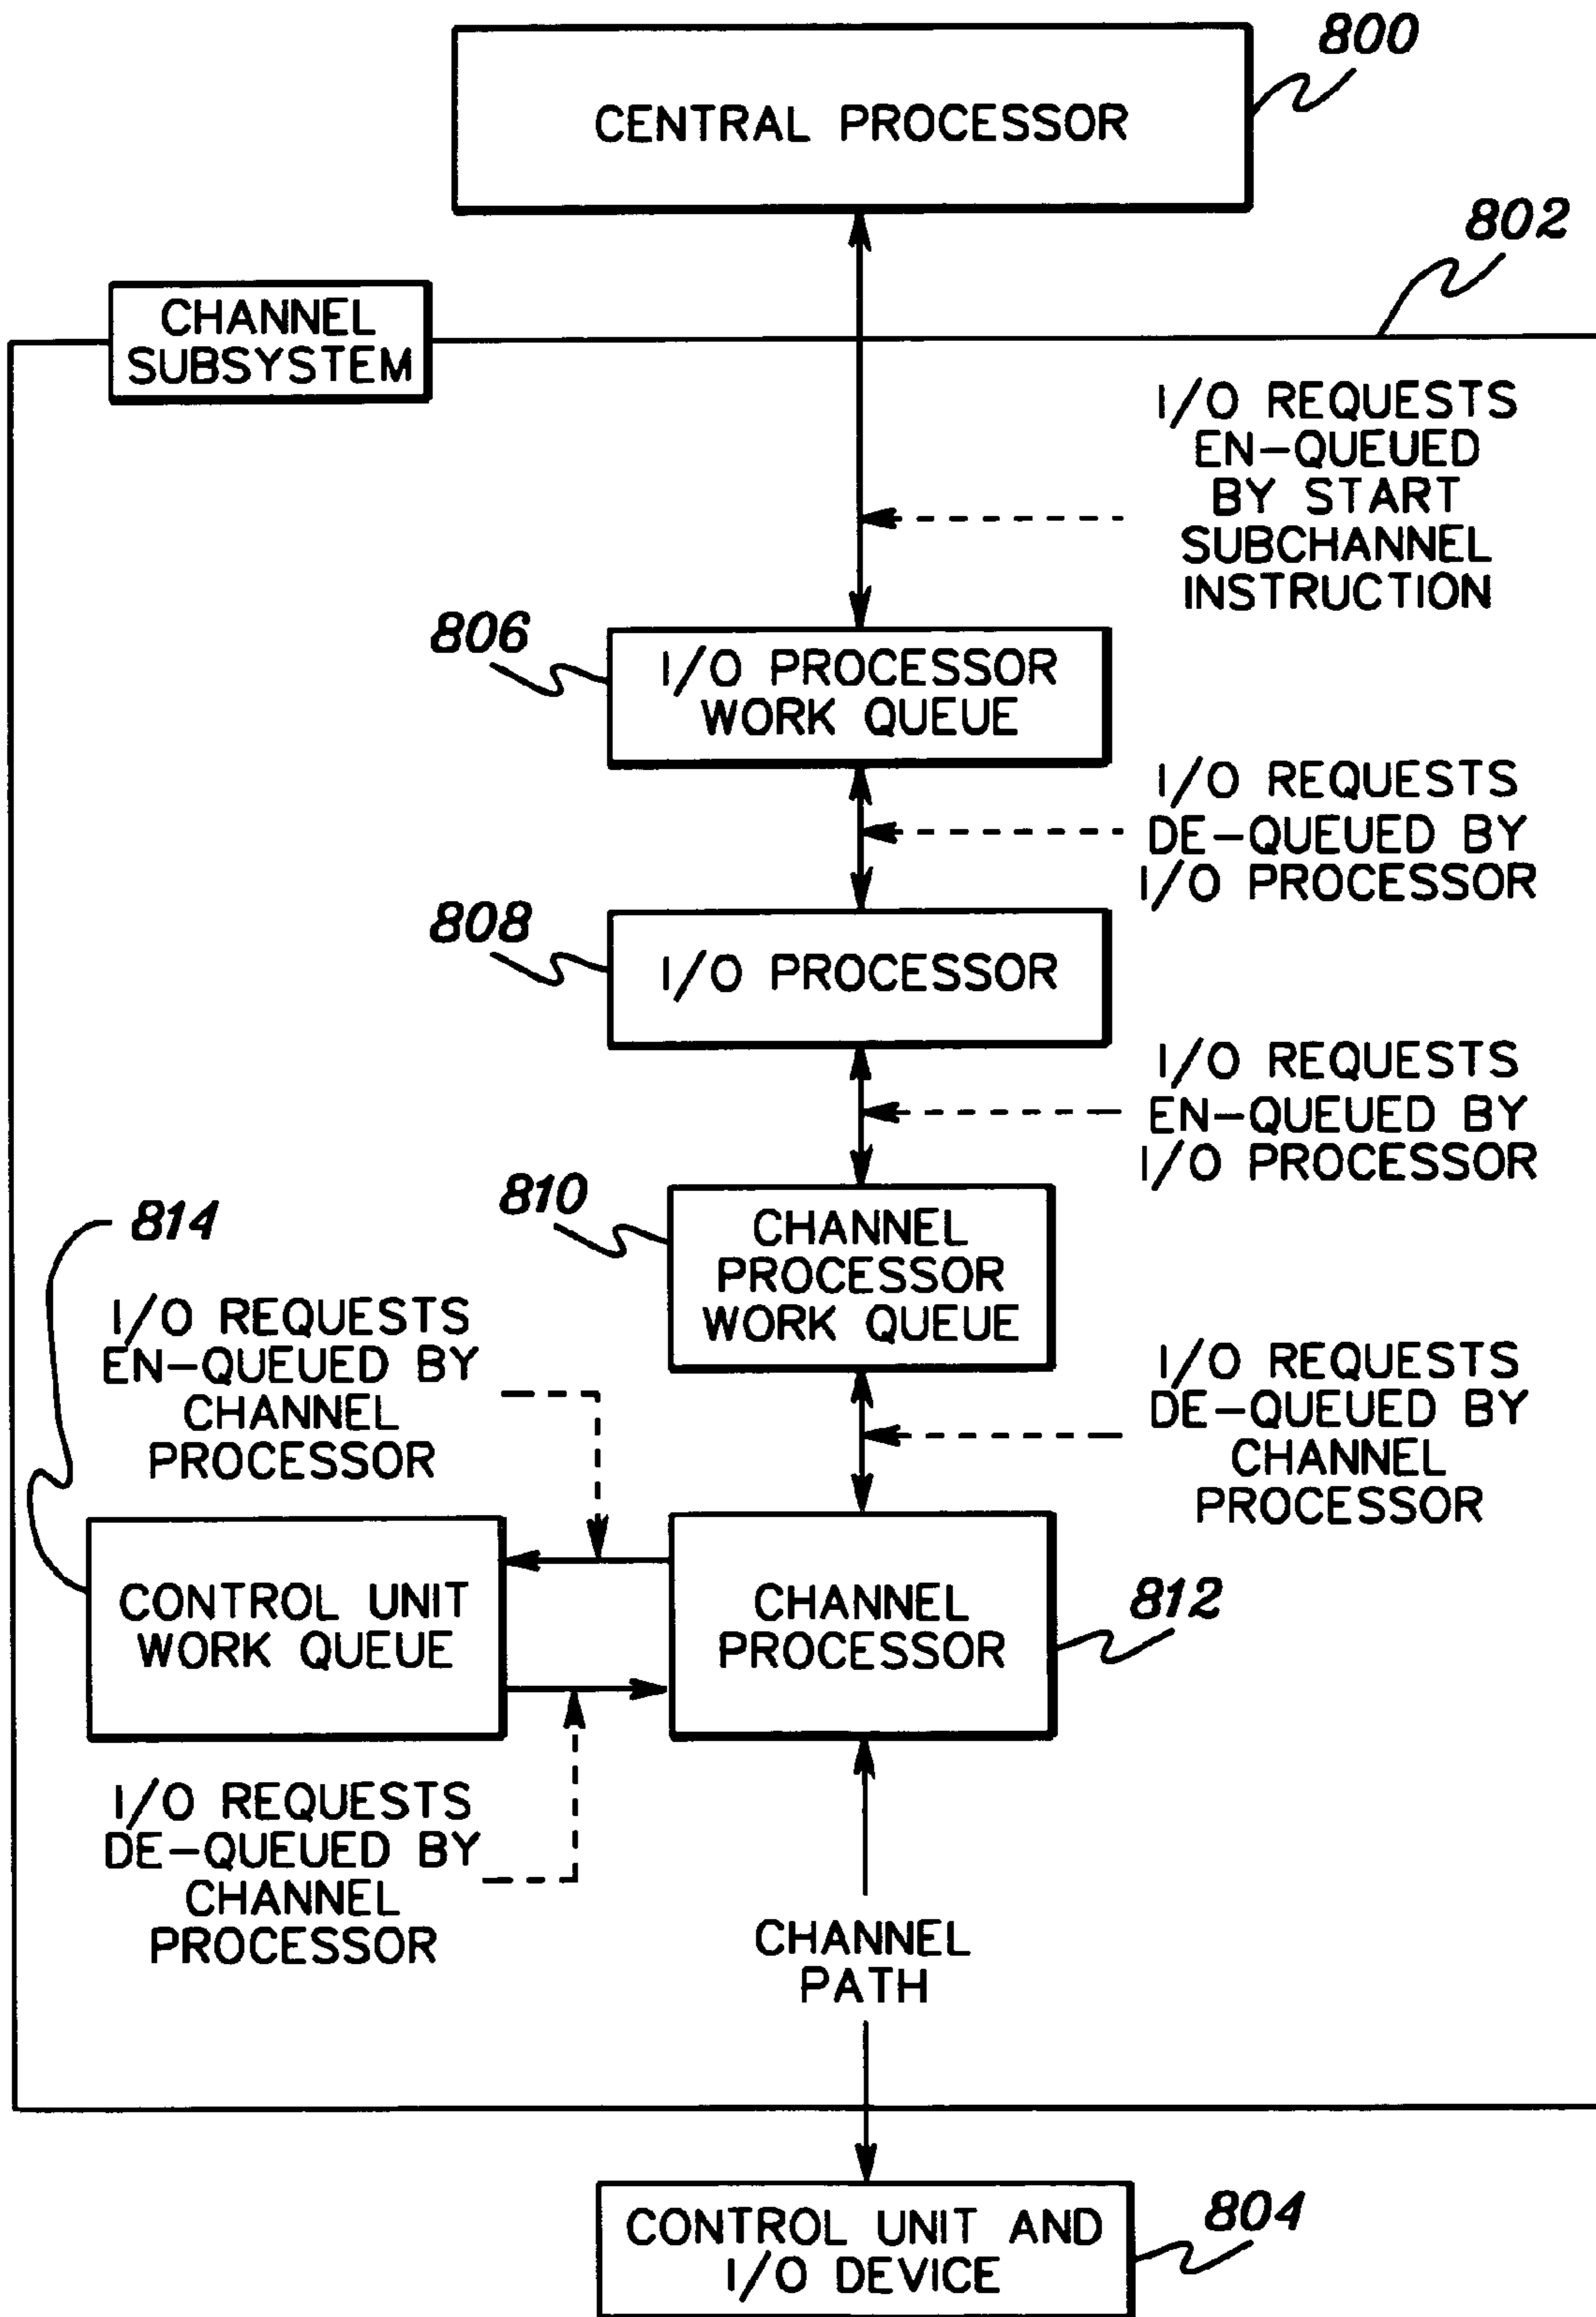 800
CENTRAL PROCESSOR
802
CHANNEL
SUBSYSTEM
I/O REQUESTS
EN-QUEUED
BY START
SUBCHANNEL
INSTRUCTION
806
I/O PROCESSOR
WORK QUEUE
I/O REQUESTS
DE-QUEUED BY
I/O PROCESSOR
808
I/O PROCESSOR
I/O REQUESTS
EN-QUEUED BY
I/O PROCESSOR
810
CHANNEL
PROCESSOR
WORK QUEUE
814
I/O REQUESTS
EN-QUEUED BY
CHANNEL
PROCESSOR
I/O REQUESTS
DE-QUEUED BY
CHANNEL
PROCESSOR
CONTROL UNIT
WORK QUEUE
CHANNEL
PROCESSOR
812
I/O REQUESTS
DE-QUEUED BY
CHANNEL
PROCESSOR
CHANNEL
PATH
CONTROL UNIT AND
I/O DEVICE
804